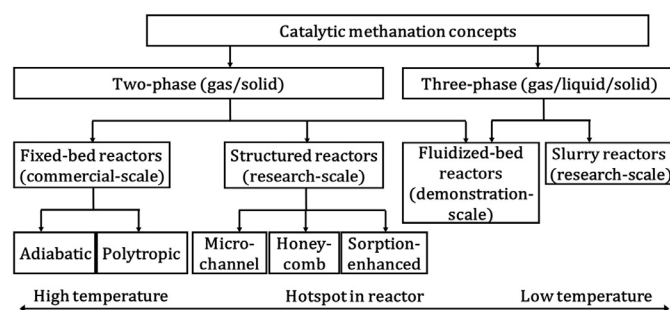 Catalytic methanation concepts
Two-phase (gas/solid)
Three-phase (gas/liquid/solid)
Fixed-bed reactors
(commercial-scale)
Structured reactors
(research-scale)
Fluidized-bed
reactors
(demonstration-
scale)
Slurry reactors
(research-scale)
Adiabatic
Polytropic
Micro-
channel
Honey-
comb
Sorption-
enhanced
High temperature
Hotspot in reactor
Low temperature